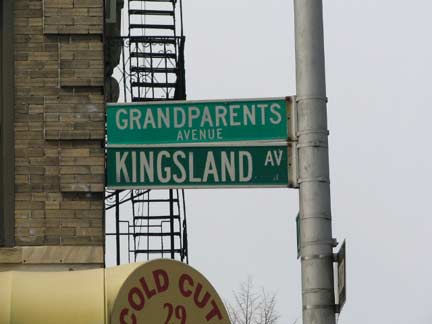 GRANDPARENTS
AVENUE
KINGSLAND AV
COLD CUT
29